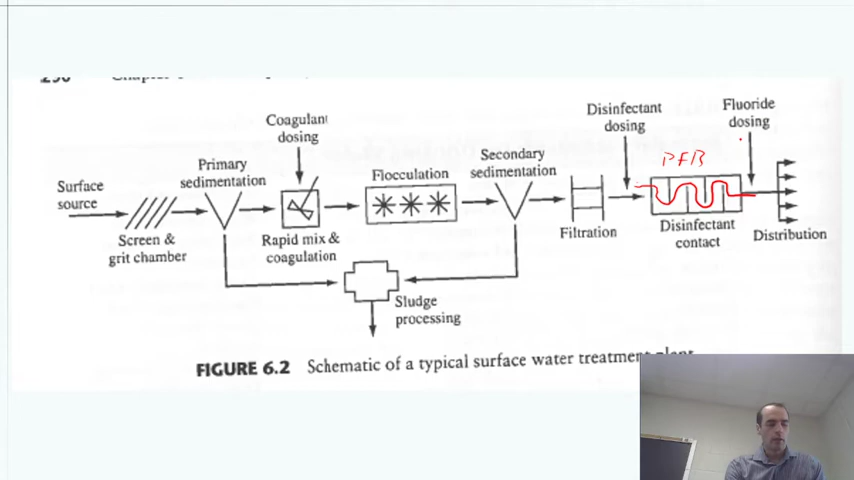 Surface
source
Screen &
grit chamber
Primary
sedimentation
Coagulant
dosing
Rapid mix &
coagulation
Flocculation
Secondary
sedimentation
Filtration
Disinfectant
dosing
PFR
Disinfectant
contact
Fluoride
dosing
Distribution
Sludge
processing
FIGURE 6.2 Schematic of a typical surface water treatment plant